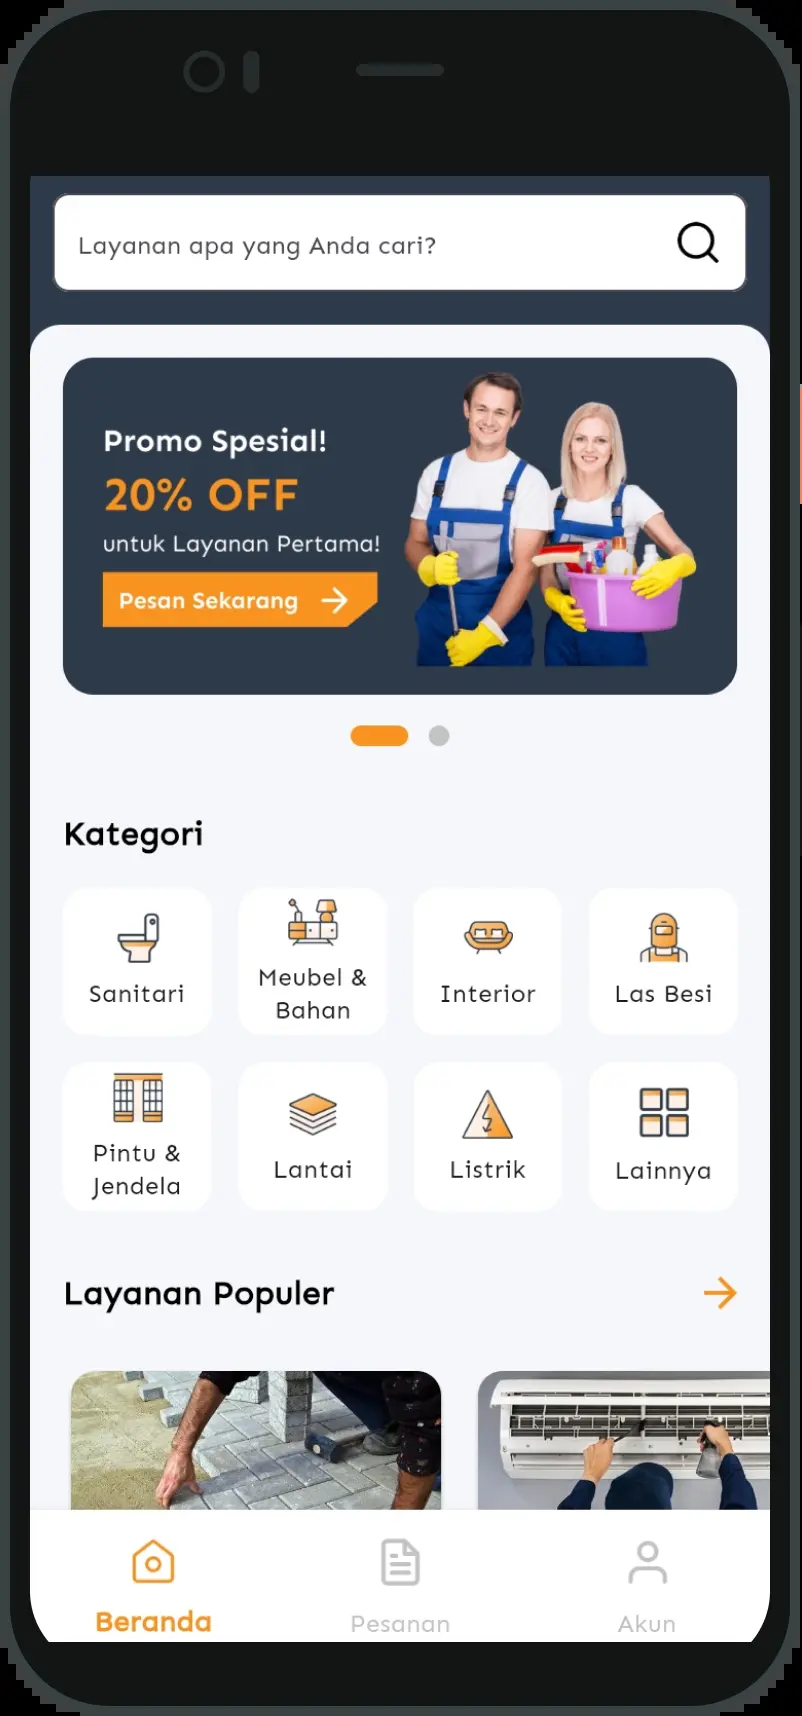 Layanan apa yang Anda cari?
Promo Spesial!
20% OFF
untuk Layanan Pertama!
Pesan Sekarang
Kategori
Sanitari
Meubel &
Bahan
Interior
Las Besi
Pintu &
Jendela
Lantai
Listrik
Lainnya
Layanan Populer
Beranda
Pesanan
Akun